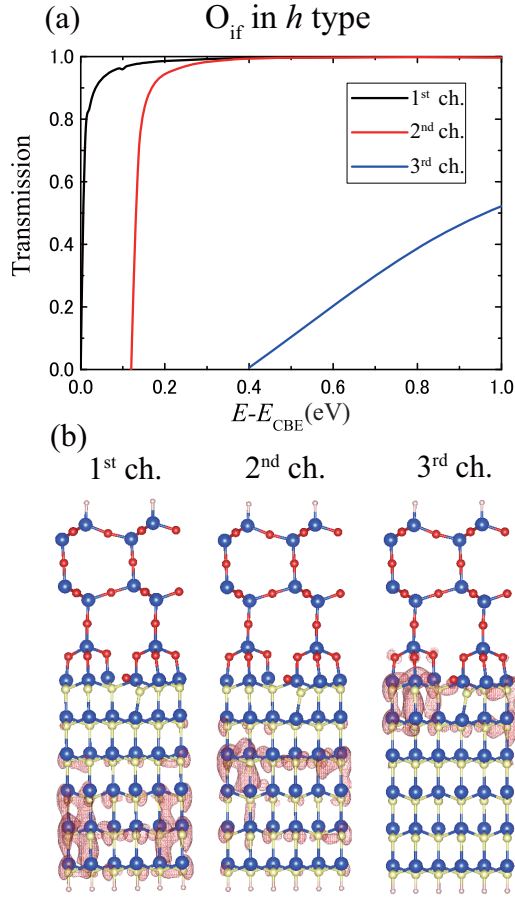 (a) O_if in h type
1.0
0.8
0.6
0.4
0.2
0.0
Transmission
1st ch.
2nd ch.
3rd ch.
0.0 0.2 0.4 0.6 0.8 1.0
E-E_CBE(eV)
(b)
1st ch. 2nd ch. 3rd ch.